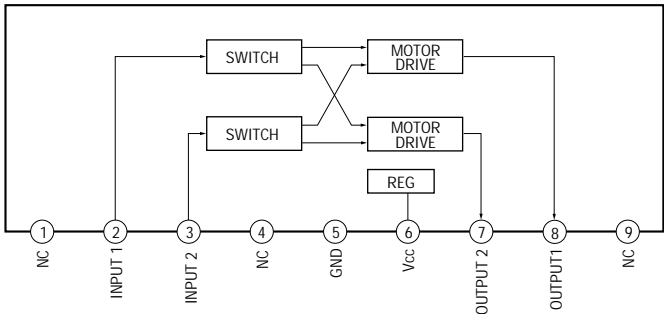 SWITCH
MOTOR
DRIVE
SWITCH
MOTOR
DRIVE
REG
1
2
3
4
5
6
7
8
9
NC
INPUT 1
INPUT 2
NC
GND
Vcc
OUTPUT 2
OUTPUT1
NC